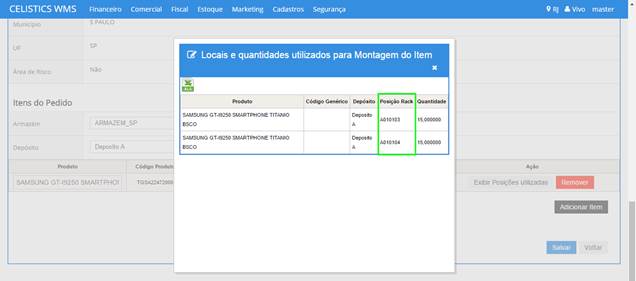 CELISTICS WMS Financeiro Comercial Fiscal Estoque Marketing Cadastros Segurança RJ Vivo master
Município S PAULO
UF SP
Área de Risco: Não
Itens do Pedido
Armazém ARMAZEM_SP
Depósito Deposito A
Produto Código Produto Ação
SAMSUNG GT-I9250 SMARTPHO Exibir Posições utilizadas Remover
Adicionar Item
Salvar Voltar
Locais e quantidades utilizados para Montagem do Item
XLS
Produto Código Genérico Depósito Posição Rack Quantidade
SAMSUNG GT-I9250 SMARTPHONE TITANIO BSCO Deposito A A010103 15,000000
SAMSUNG GT-I9250 SMARTPHONE TITANIO BSCO Deposito A A010104 15,000000